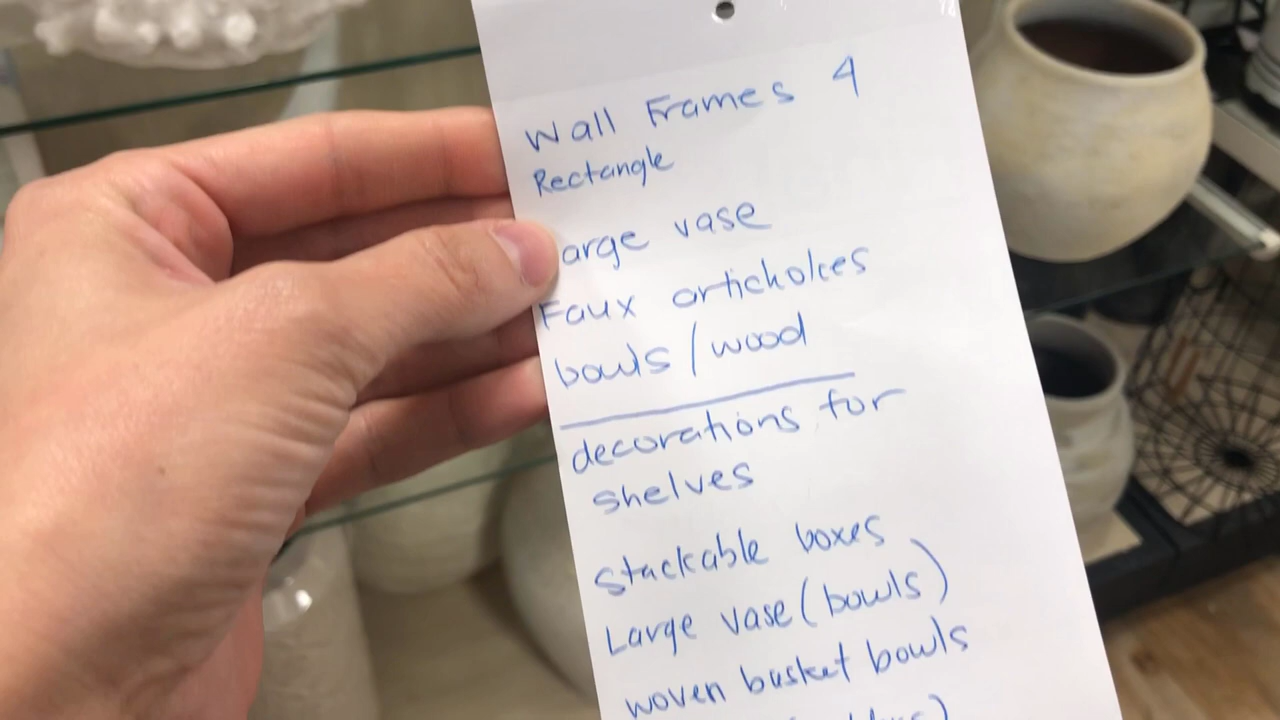 Wall Frames 4
Rectangle
arge vase
Faux artichokes
bowls / wood
decorations for
shelves
stackable boxes
Large vase (bowls)
woven basket bowls